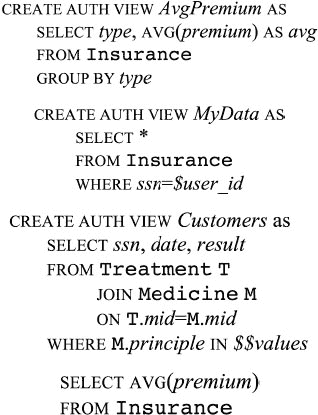 CREATE AUTH VIEW AvgPremium AS
SELECT type, AVG(premium) AS avg
FROM Insurance
GROUP BY type
CREATE AUTH VIEW MyData AS
SELECT *
FROM Insurance
WHERE ssn=$user_id
CREATE AUTH VIEW Customers as
SELECT ssn, date, result
FROM Treatment T
JOIN Medicine M
ON T.mid=M.mid
WHERE M.principle IN $$values
SELECT AVG(premium)
FROM Insurance